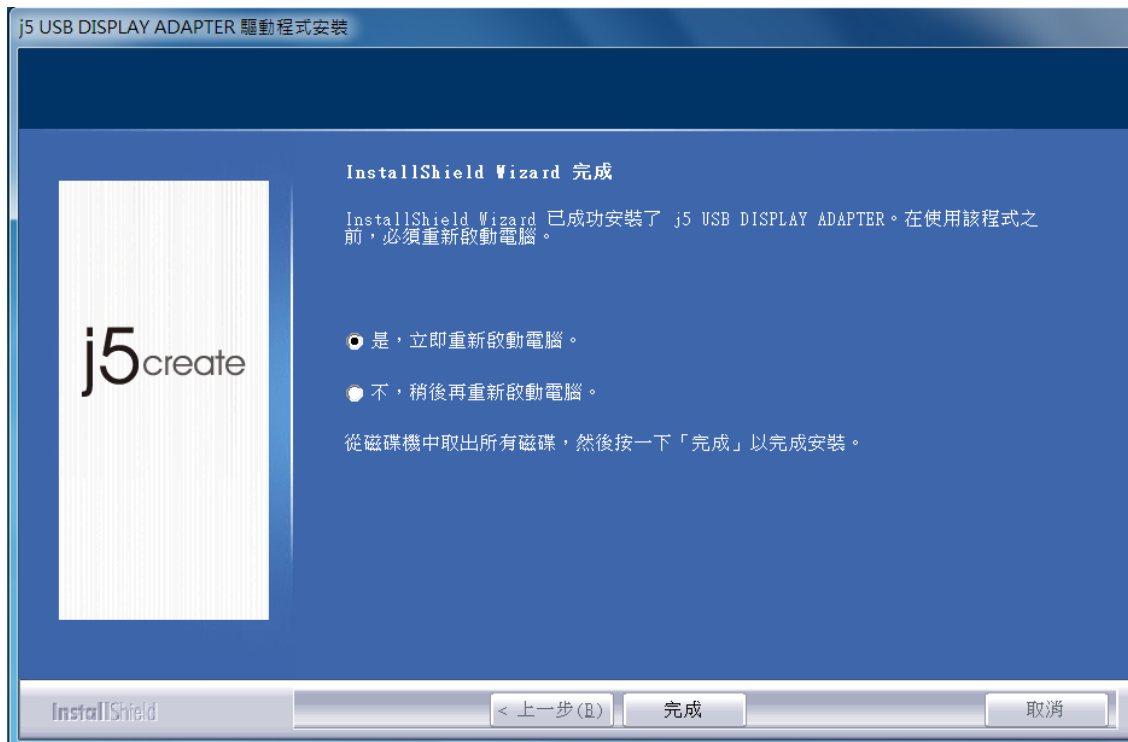 j5 USB DISPLAY ADAPTER 驅動程式安裝
InstallShield Wizard 完成
InstallShield Wizard 已成功安裝了 j5 USB DISPLAY ADAPTER。在使用該程式之
前，必須重新啟動電腦。
j5create
是，立即重新啟動電腦。
不，稍後再重新啟動電腦。
從磁碟機中取出所有磁碟，然後按一下「完成」以完成安裝。
InstallShield
< 上一步(B)
完成
取消